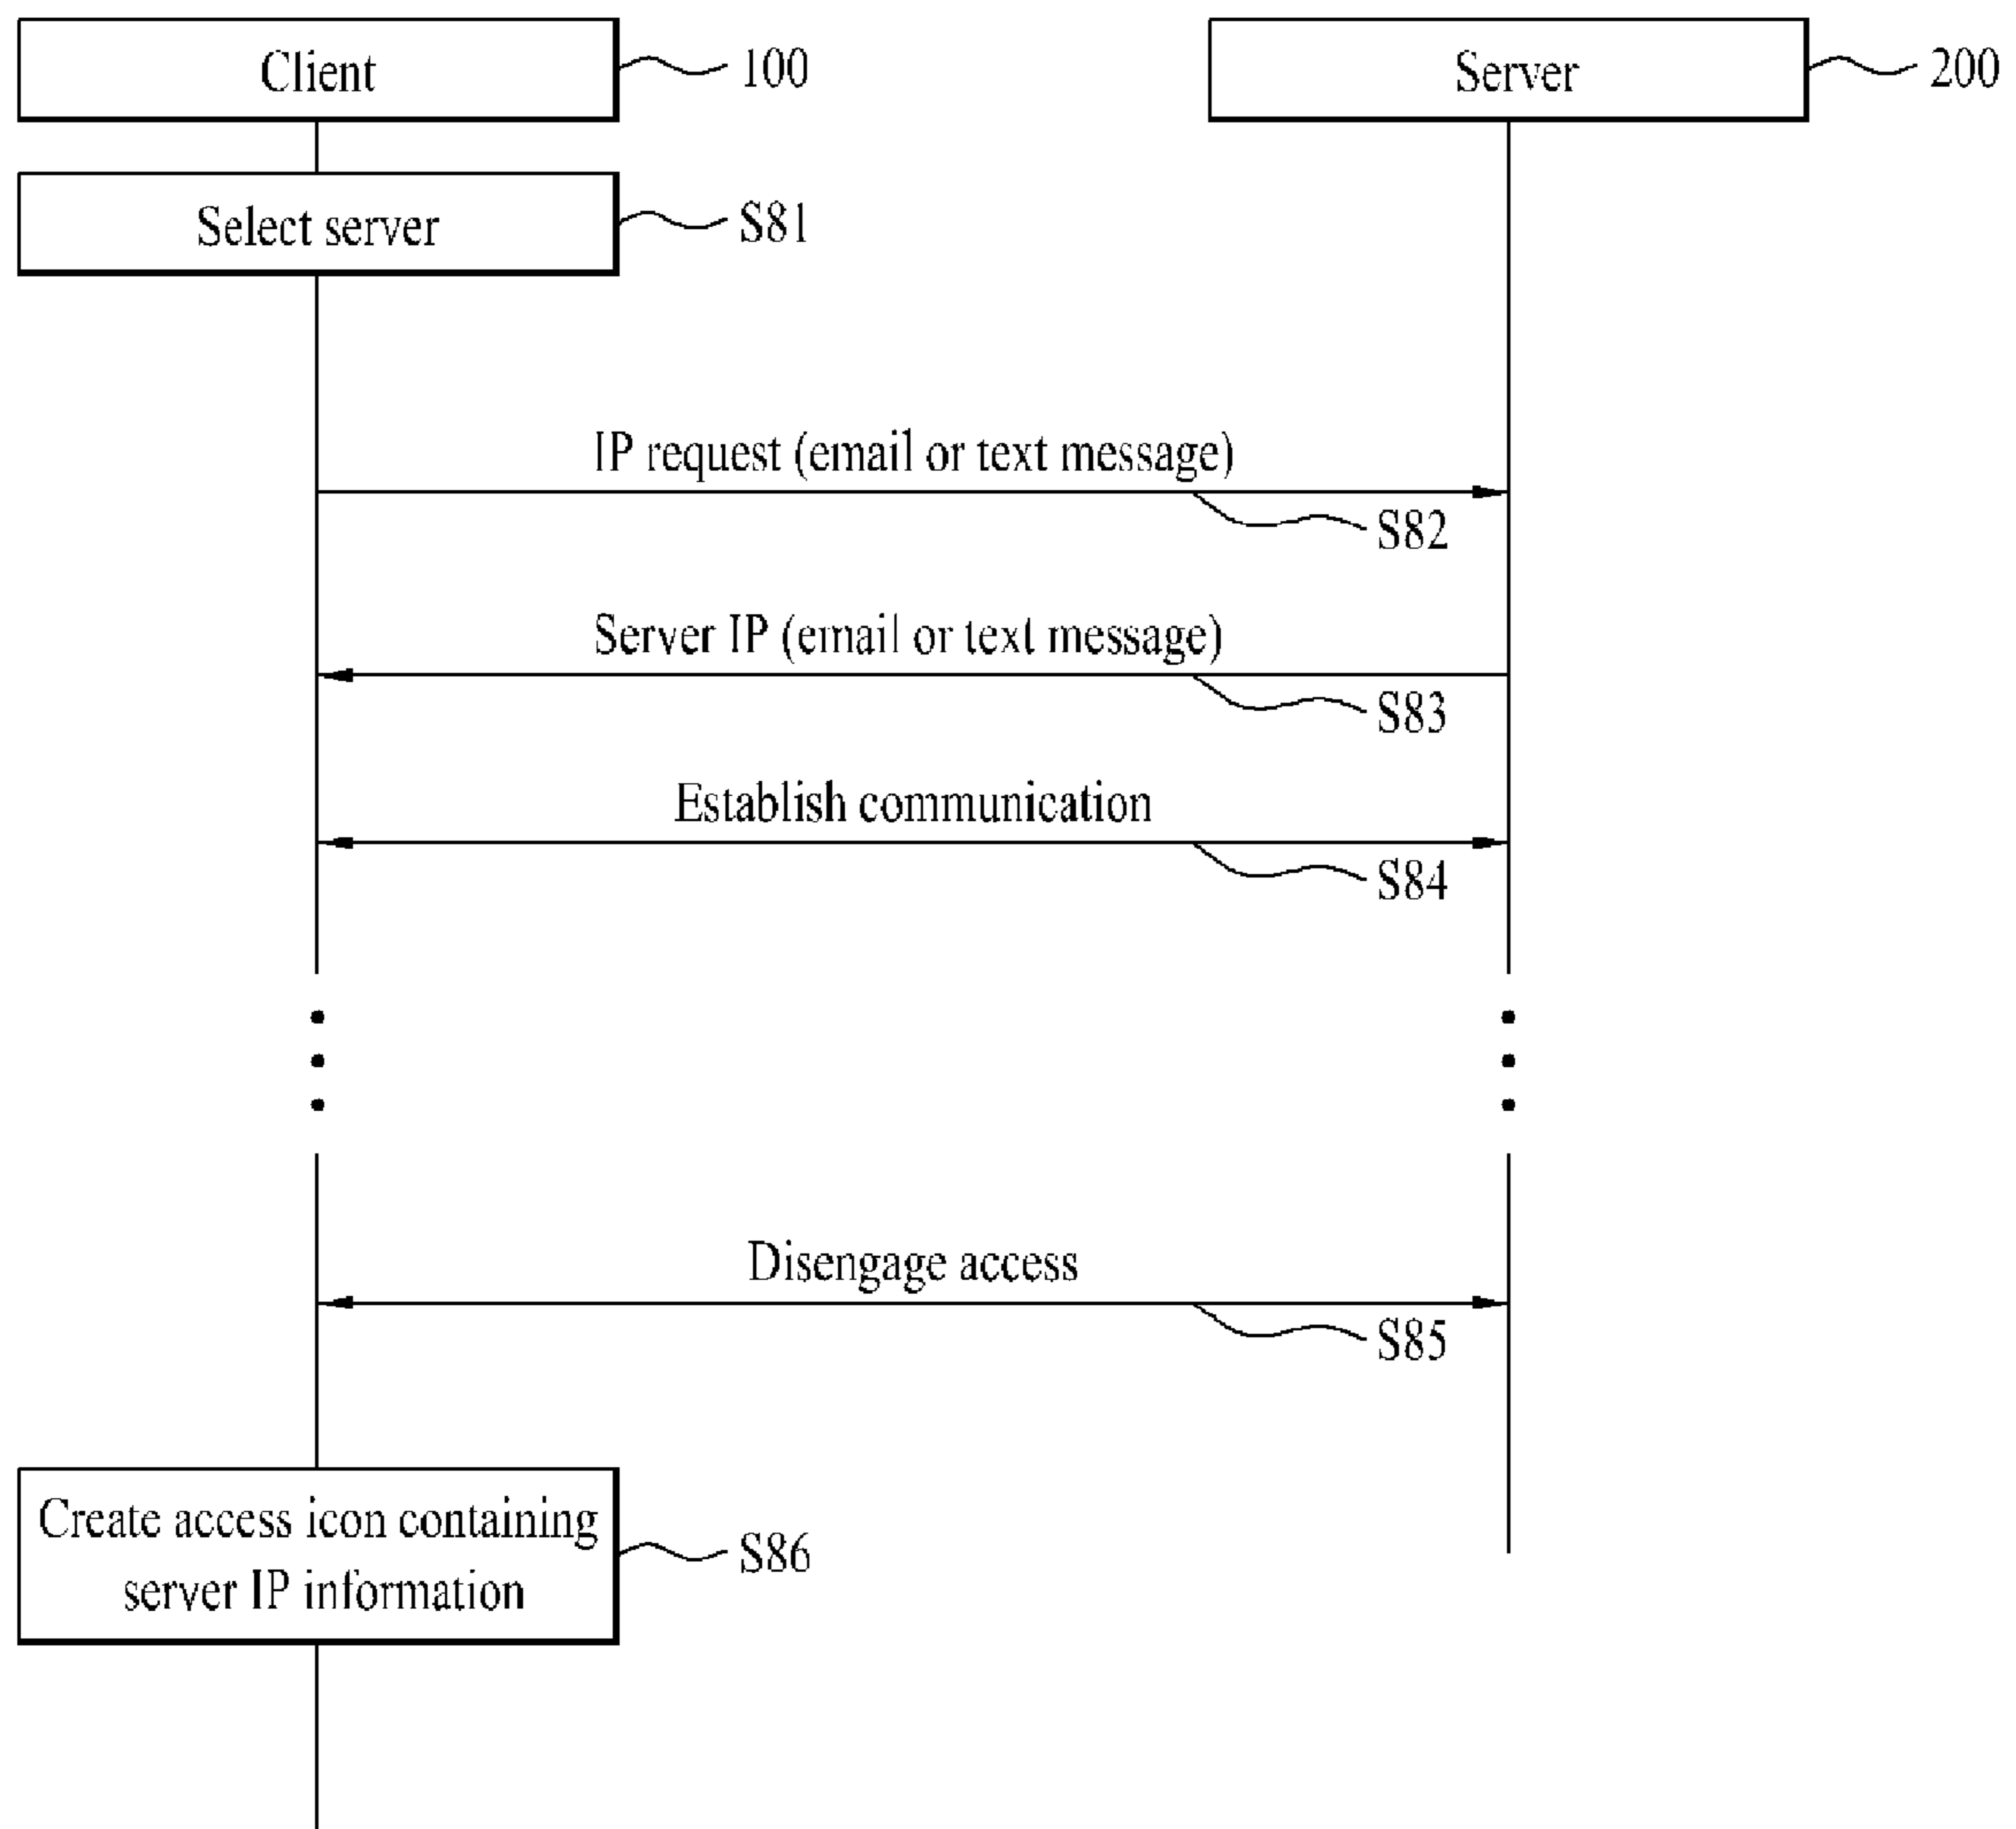 Client
100
Server
200
Select server
S81
IP request (email or text message)
S82
Server IP (email or text message)
S83
Establish communication
S84
Disengage access
S85
Create access icon containing
server IP information
S86